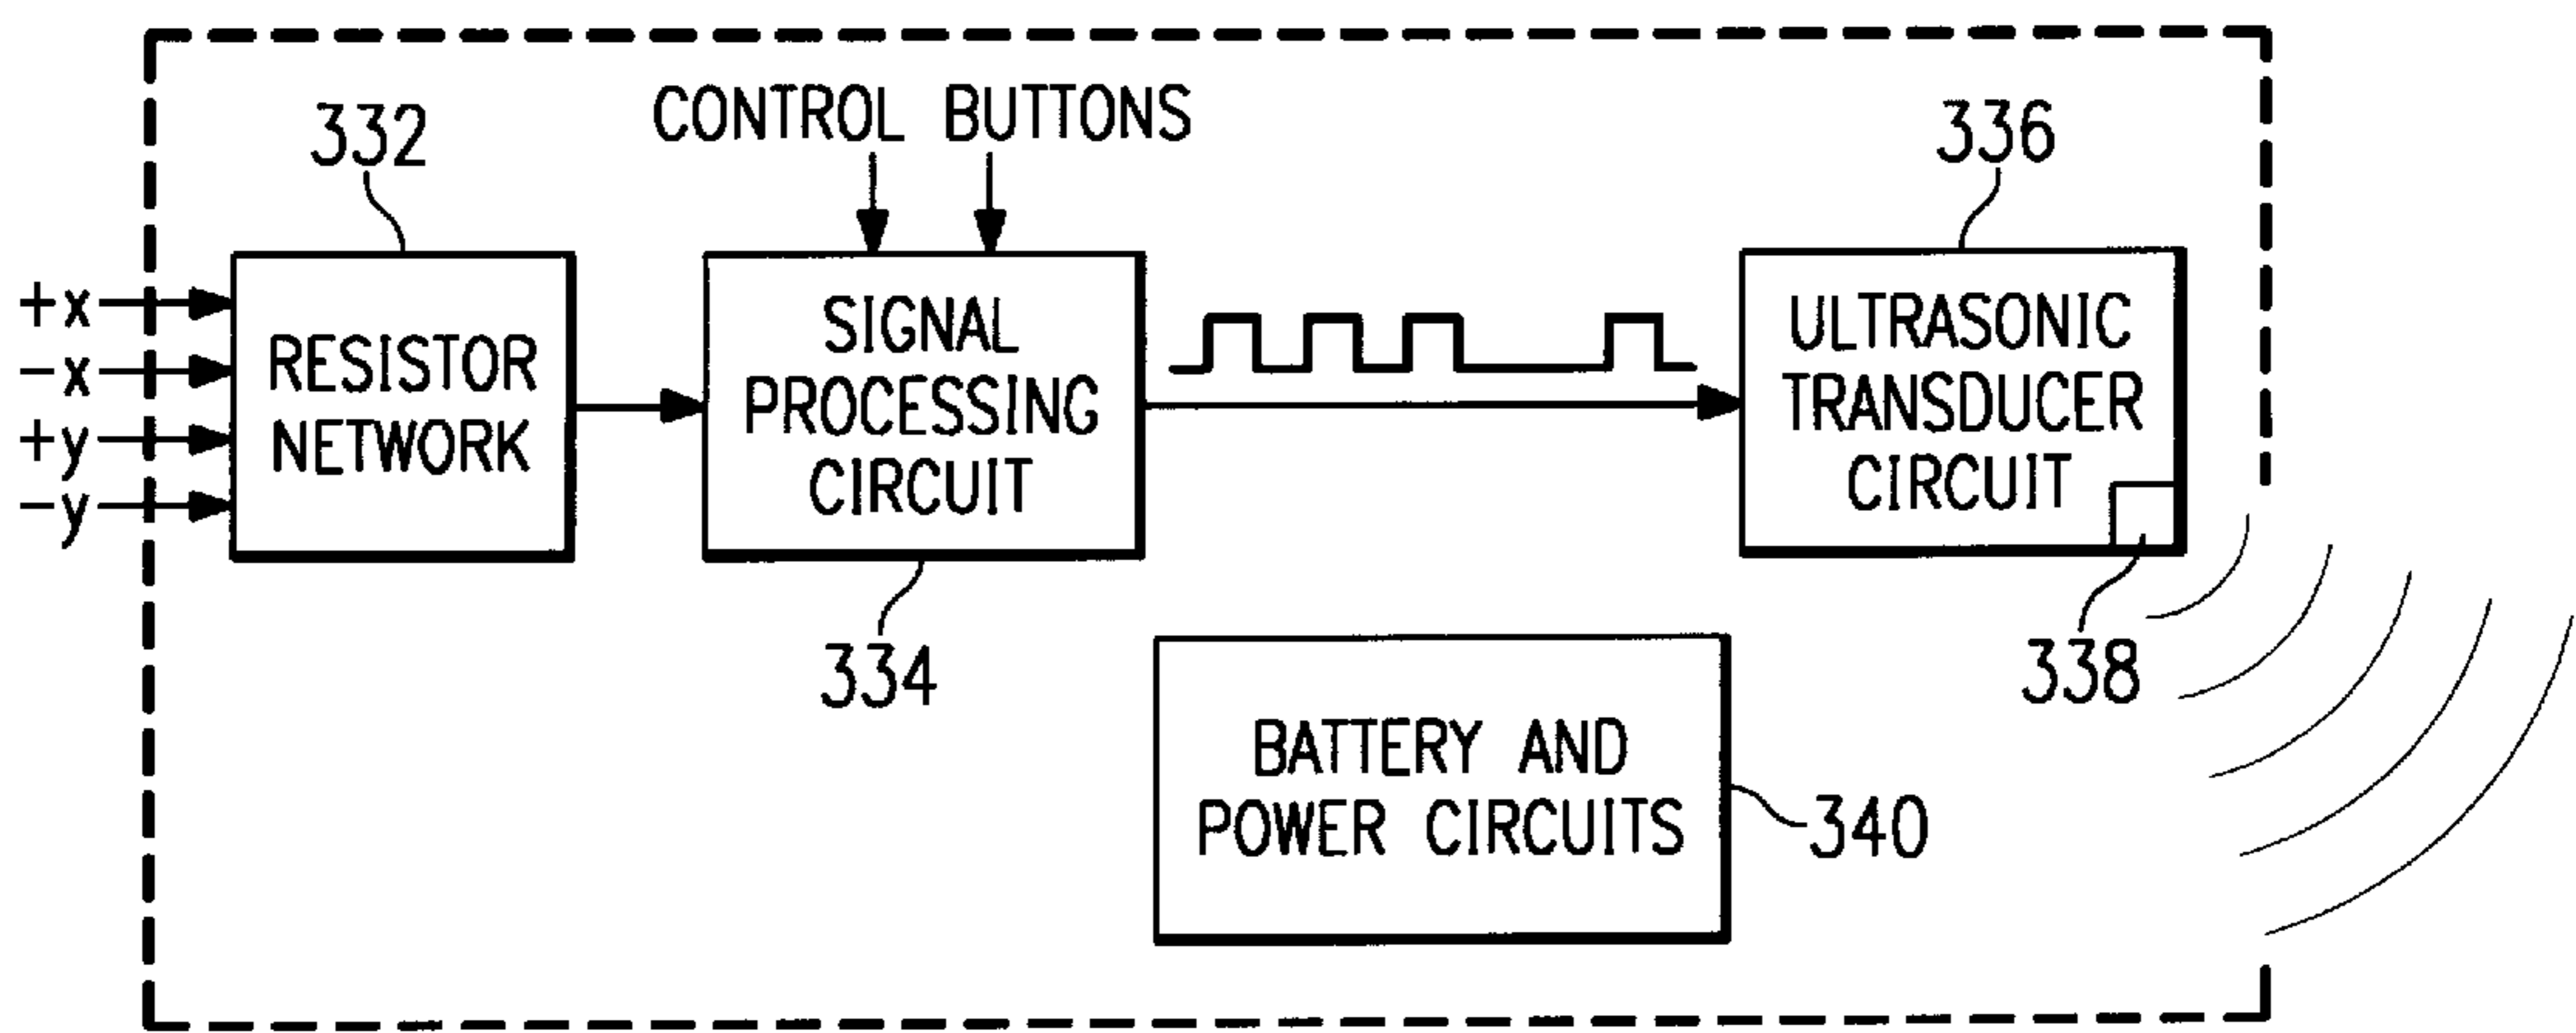 332
CONTROL BUTTONS
336
+x
-x
+y
-y
RESISTOR
NETWORK
SIGNAL
PROCESSING
CIRCUIT
ULTRASONIC
TRANSDUCER
CIRCUIT
334
338
BATTERY AND
POWER CIRCUITS
340